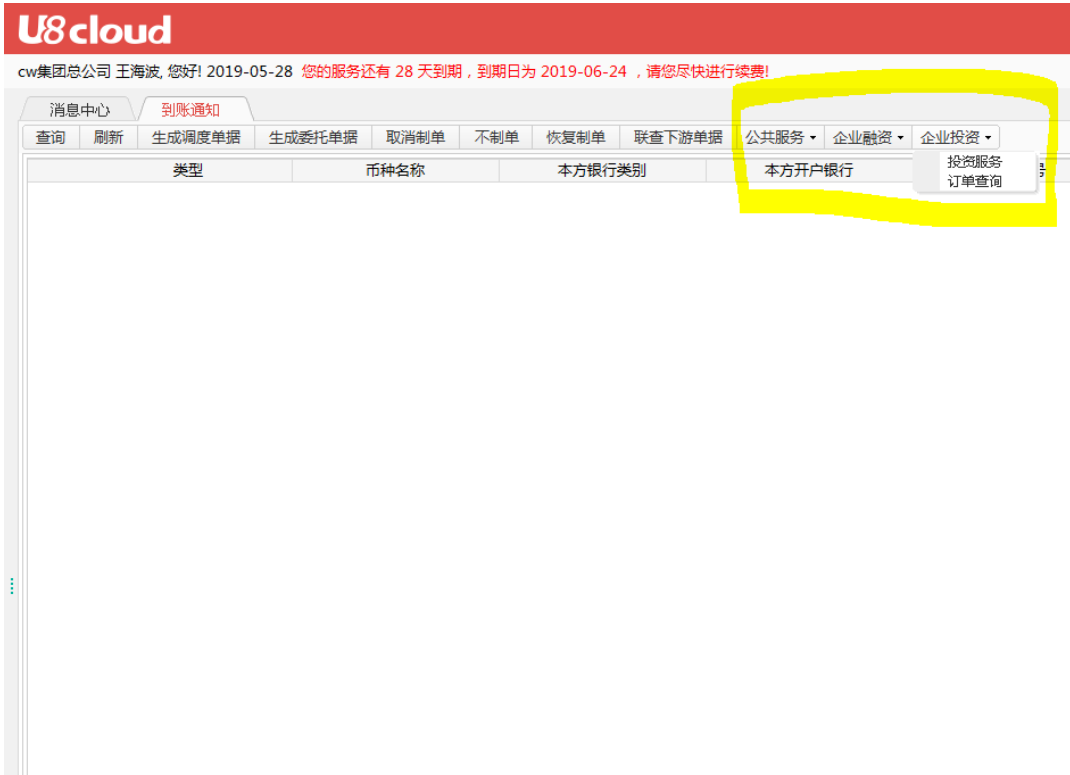 U8 cloud
cw集团总公司 王海波, 您好! 2019-05-28 您的服务还有 28 天到期，到期日为 2019-06-24 ，请您尽快进行续费!
消息中心 到账通知
查询 刷新 生成调度单据 生成委托单据 取消制单 不制单 恢复制单 联查下游单据 公共服务 企业融资 企业投资
类型 币种名称 本方银行类别 本方开户银行
投资服务
订单查询